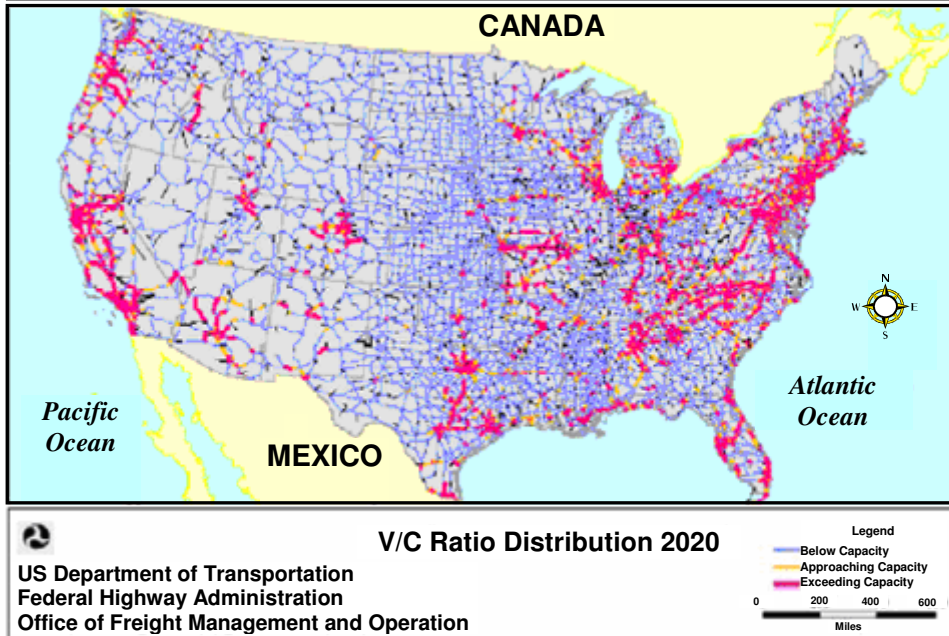 CANADA
N
W
E
S
Atlantic
Ocean
Pacific
Ocean
MEXICO
V/C Ratio Distribution 2020
US Department of Transportation
Federal Highway Administration
Office of Freight Management and Operation
Legend
Below Capacity
Approaching Capacity
Exceeding Capacity
0 200 400 600
Miles